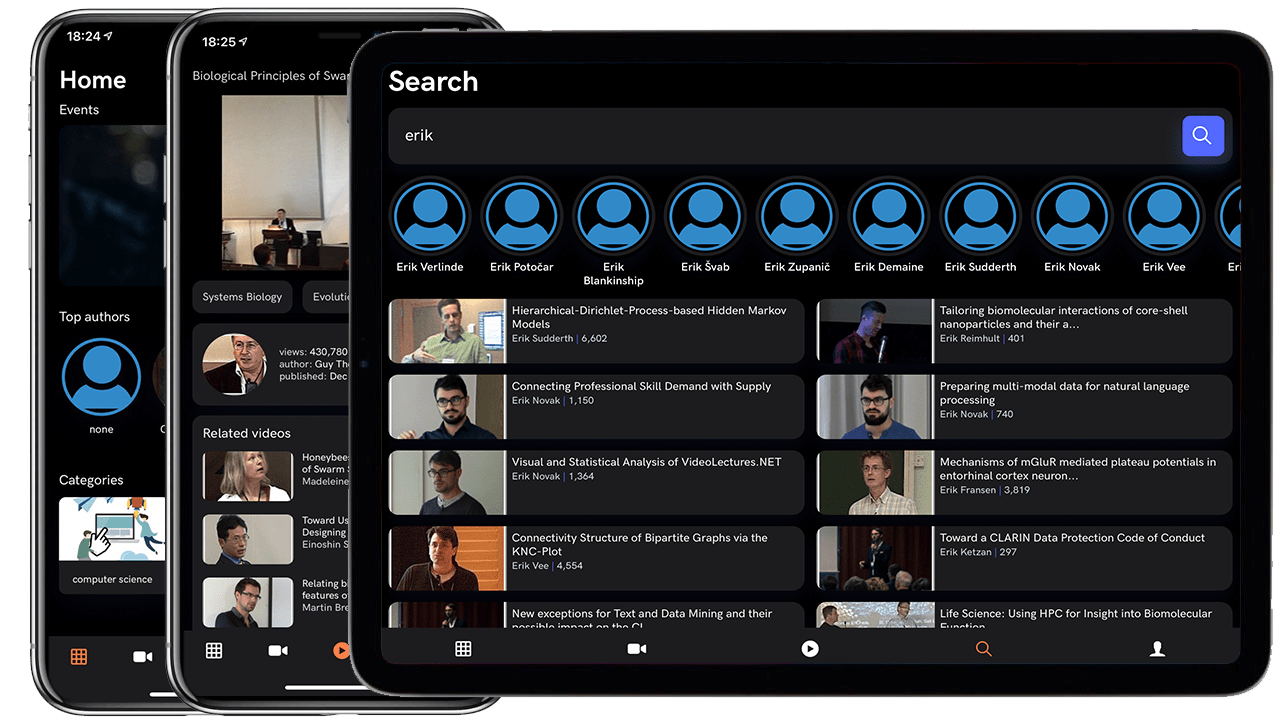 18:24
Home
Events
Top authors
none
Categories
computer science
18:25
Biological Principles of Swar
Systems Biology
Evolutio
views: 430,780
author: Guy The
published: Dec
Related videos
Honeybees
of Swarm S
Madeleine
Toward Us
Designing
Einoshin S
Relating b
features o
Martin Bre
Search
erik
Erik Verlinde
Erik Potočar
Erik
Blankinship
Erik Švab
Erik Zupanič
Erik Demaine
Erik Sudderth
Erik Novak
Erik Vee
Eri
Hierarchical-Dirichlet-Process-based Hidden Markov
Models
Erik Sudderth | 6,602
Tailoring biomolecular interactions of core-shell
nanoparticles and their a...
Erik Reimhult | 401
Connecting Professional Skill Demand with Supply
Erik Novak | 1,150
Preparing multi-modal data for natural language
processing
Erik Novak | 740
Visual and Statistical Analysis of VideoLectures.NET
Erik Novak | 1,364
Mechanisms of mGluR mediated plateau potentials in
entorhinal cortex neuron...
Erik Fransen | 3,819
Connectivity Structure of Bipartite Graphs via the
KNC-Plot
Erik Vee | 4,554
Toward a CLARIN Data Protection Code of Conduct
Erik Ketzan | 297
New exceptions for Text and Data Mining and their
possible impact on the CL
Life Science: Using HPC for Insight into Biomolecular
Function